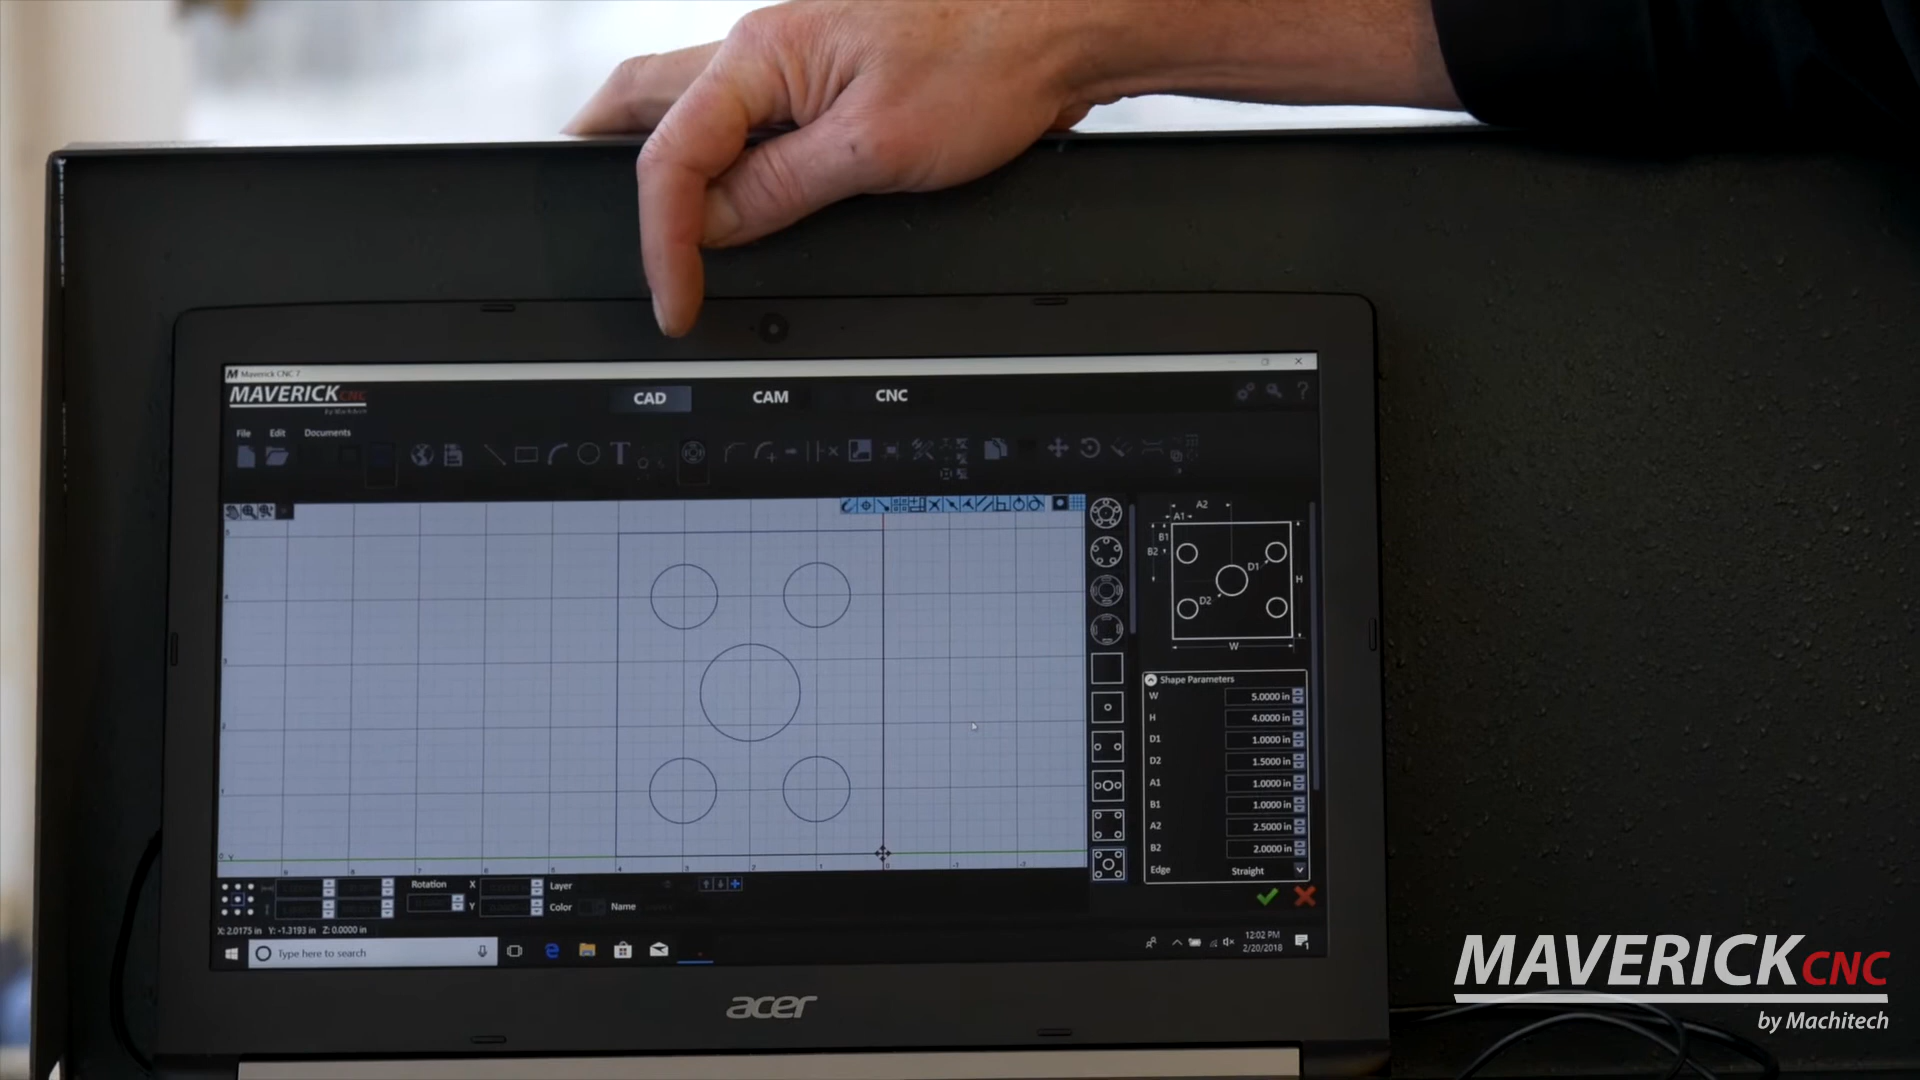 Maverick CNC 7
MAVERICK CNC
by Machitech
CAD CAM CNC
File Edit Documents
T
A2
A1
B1
B2
D1
D2
H
W
Shape Parameters
W 5.0000 in
H 4.0000 in
D1 1.0000 in
D2 1.5000 in
A1 1.0000 in
B1 1.0000 in
A2 2.5000 in
B2 2.0000 in
Edge Straight
Rotation X Layer
Y Color Name
X: 2.0175 in Y: -1.3193 in Z: 0.0000 in
Type here to search
12:02 PM
2/20/2018
acer
MAVERICK CNC
by Machitech